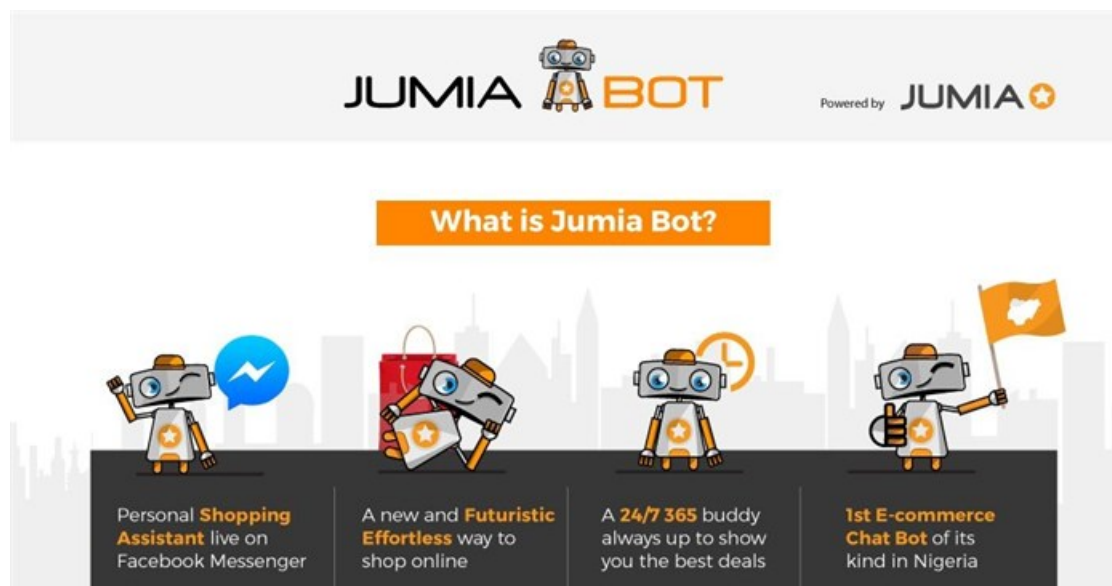 JUMIA BOT
Powered by JUMIA
What is Jumia Bot?
Personal Shopping
Assistant live on
Facebook Messenger
A new and Futuristic
Effortless way to
shop online
A 24/7 365 buddy
always up to show
you the best deals
1st E-commerce
Chat Bot of its
kind in Nigeria